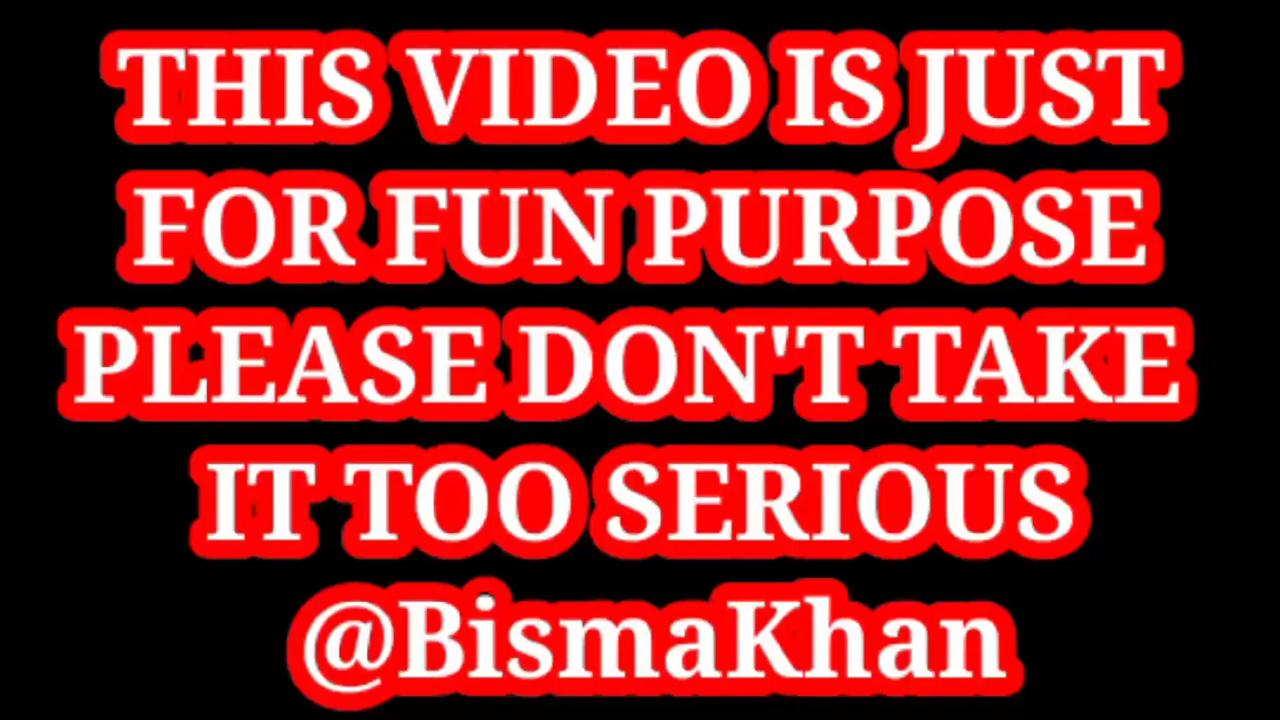 THIS VIDEO IS JUST
FOR FUN PURPOSE
PLEASE DON'T TAKE
IT TOO SERIOUS
@BismaKhan